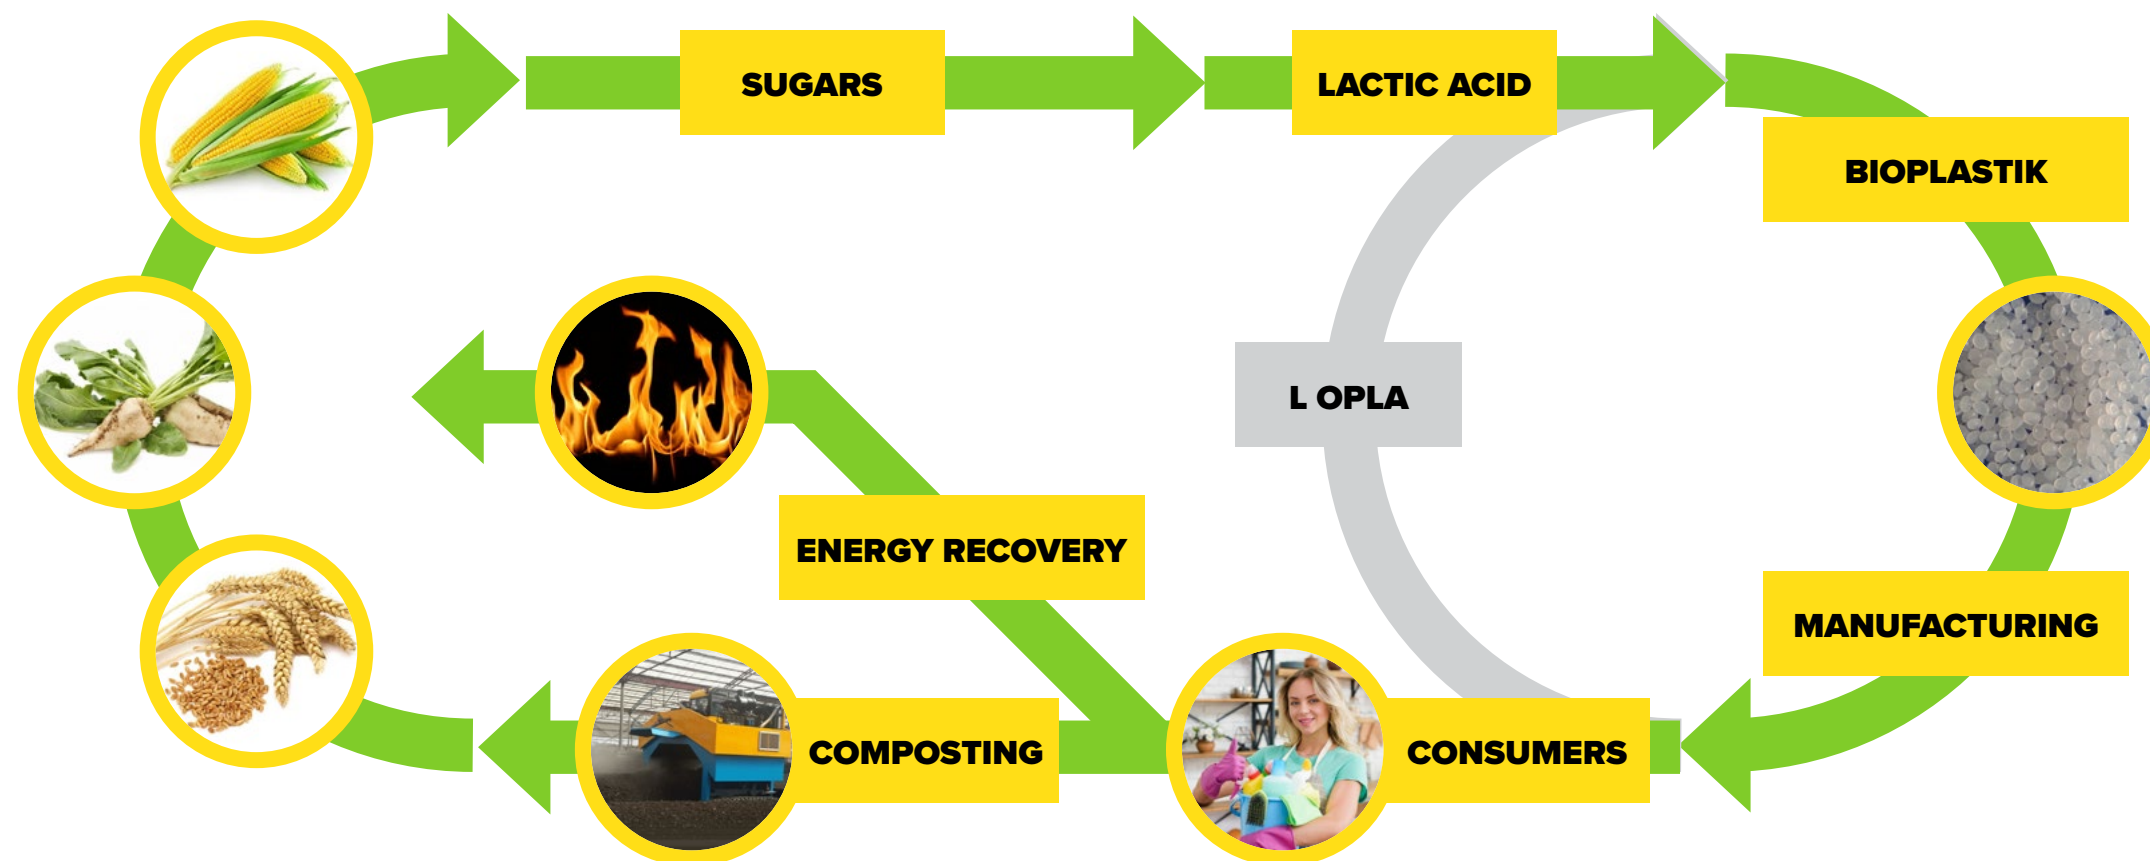 SUGARS
LACTIC ACID
BIOPLASTIK
L OPLA
ENERGY RECOVERY
MANUFACTURING
COMPOSTING
CONSUMERS